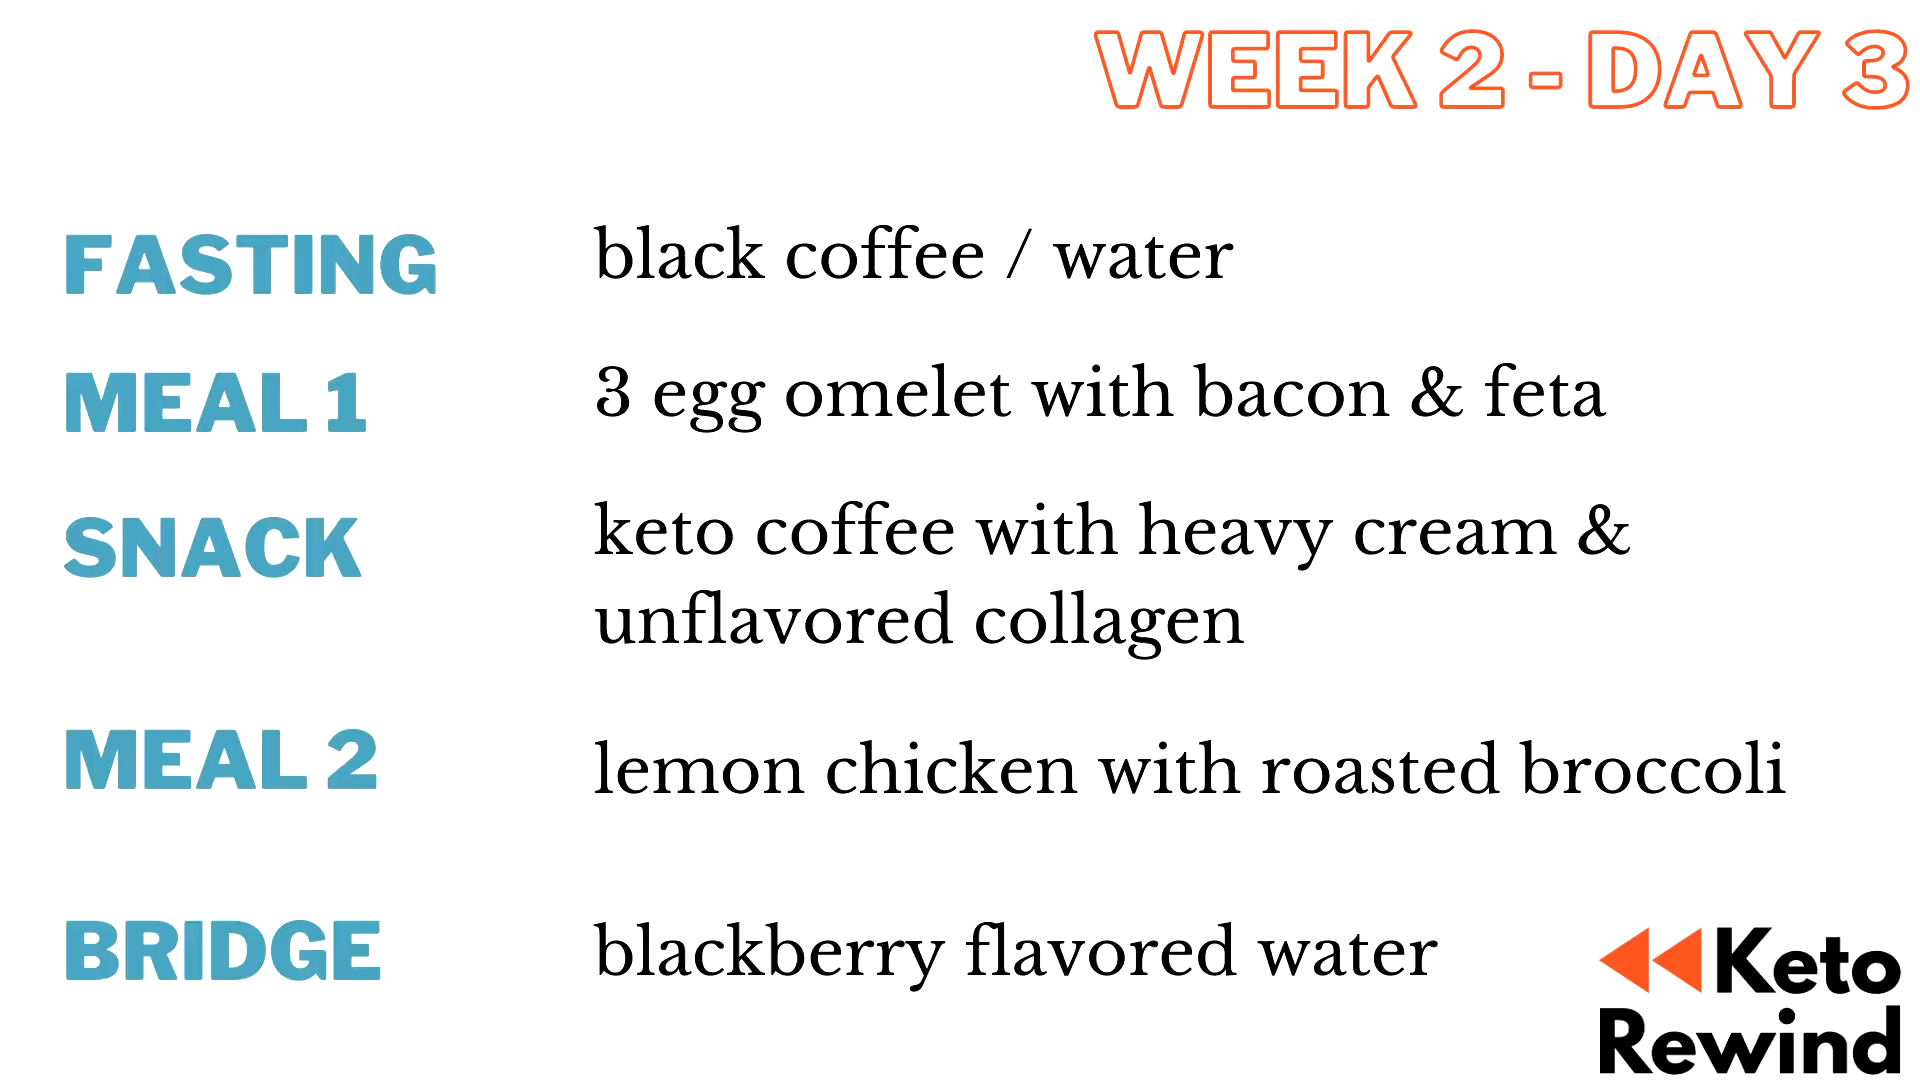 WEEK 2 - DAY 3
FASTING black coffee / water
MEAL 1 3 egg omelet with bacon & feta
SNACK keto coffee with heavy cream &
unflavored collagen
MEAL 2 lemon chicken with roasted broccoli
BRIDGE blackberry flavored water
Keto
Rewind